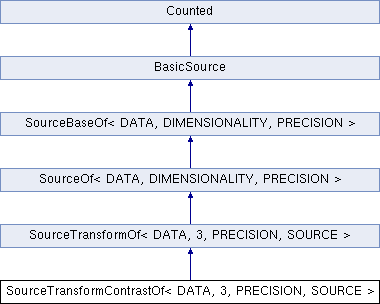 Counted
BasicSource
SourceBaseOf< DATA, DIMENSIONALITY, PRECISION >
SourceOf< DATA, DIMENSIONALITY, PRECISION >
SourceTransformOf< DATA, 3, PRECISION, SOURCE >
SourceTransformContrastOf< DATA, 3, PRECISION, SOURCE >